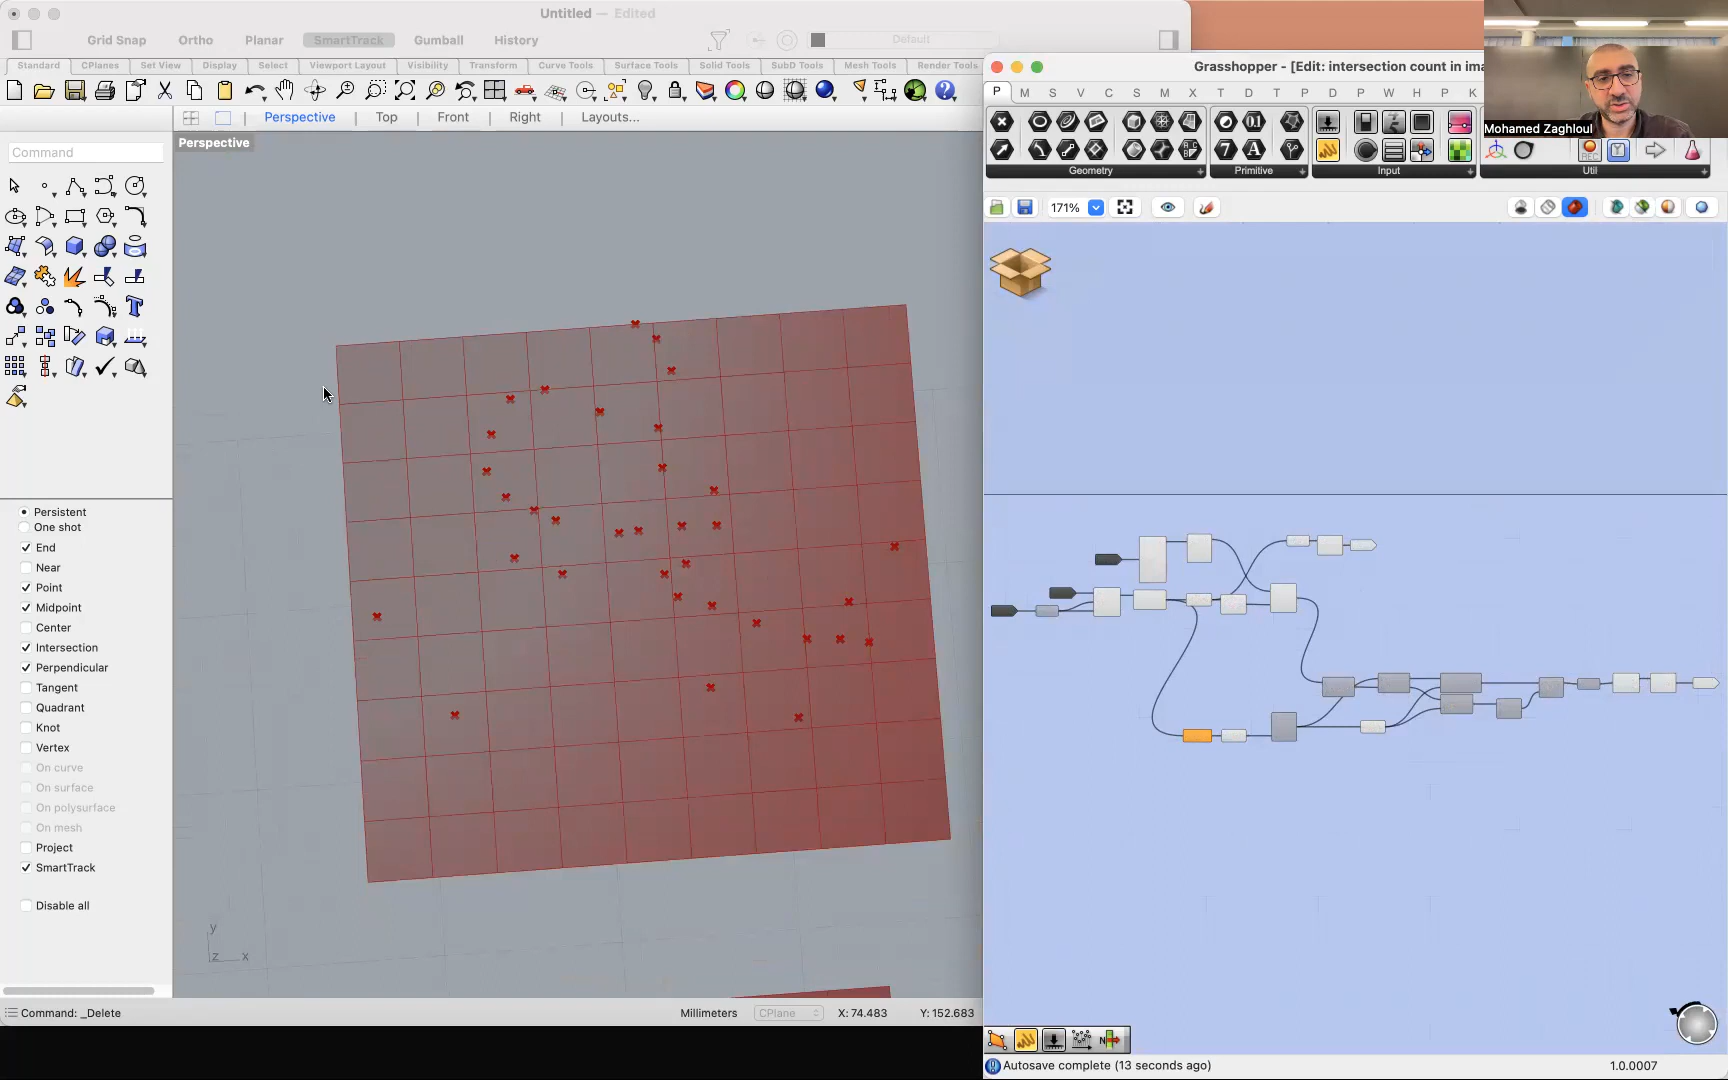 Untitled — Edited
Grid Snap
Ortho
Planar
SmartTrack
Gumball
History
Default
Standard
CPlanes
Set View
Display
Select
Viewport Layout
Visibility
Transform
Curve Tools
Surface Tools
Solid Tools
SubD Tools
Mesh Tools
Render Tools
Perspective
Top
Front
Right
Layouts...
Command
Perspective
Persistent
One shot
End
Near
Point
Midpoint
Center
Intersection
Perpendicular
Tangent
Quadrant
Knot
Vertex
On curve
On surface
On polysurface
On mesh
Project
SmartTrack
Disable all
y
z
x
Command: _Delete
Millimeters
CPlane
X: 74.483
Y: 152.683
Grasshopper - [Edit: intersection count in ima
P M S V C S M X T D T P D P W H P K
Mohamed Zaghloul
Geometry
Primitive
Input
Util
171%
Autosave complete (13 seconds ago)
1.0.0007